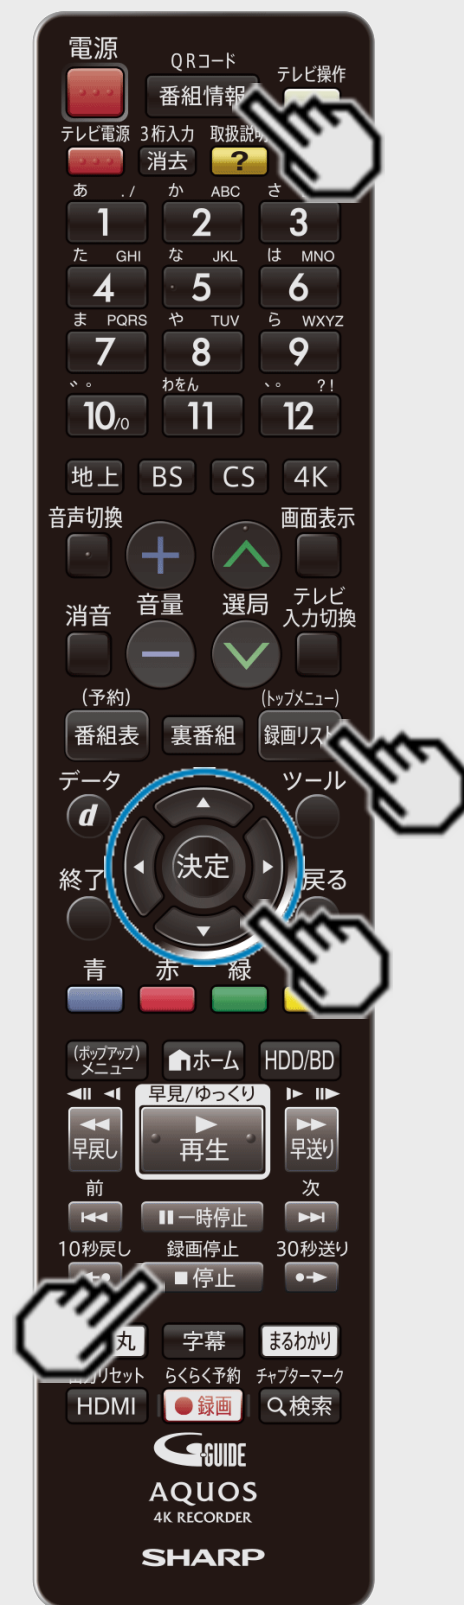 電源
QRコード
番組情報
テレビ操作
テレビ電源 3桁入力 取扱説明
消去 ?
あ ./ か ABC さ
1 2 3
た GHI な JKL は MNO
4 5 6
ま PQRS や TUV ら WXYZ
7 8 9
゛゜ わをん 、。 ?!
10/0 11 12
地上 BS CS 4K
音声切換 画面表示
+ ∧
音量 選局
消音 テレビ
入力切換
− ∨
(予約) (トップメニュー)
番組表 裏番組 録画リスト
データ ツール
d
決定
終了 戻る
青 赤 緑
(ポップアップ)
メニュー ホーム HDD/BD
早見/ゆっくり
早戻し 再生 早送り
前 次
一時停止
10秒戻し 録画停止 30秒送り
停止
丸 字幕 まるわかり
リセット らくらく予約 チャプターマーク
HDMI 録画 検索
G-GUIDE
AQUOS
4K RECORDER
SHARP